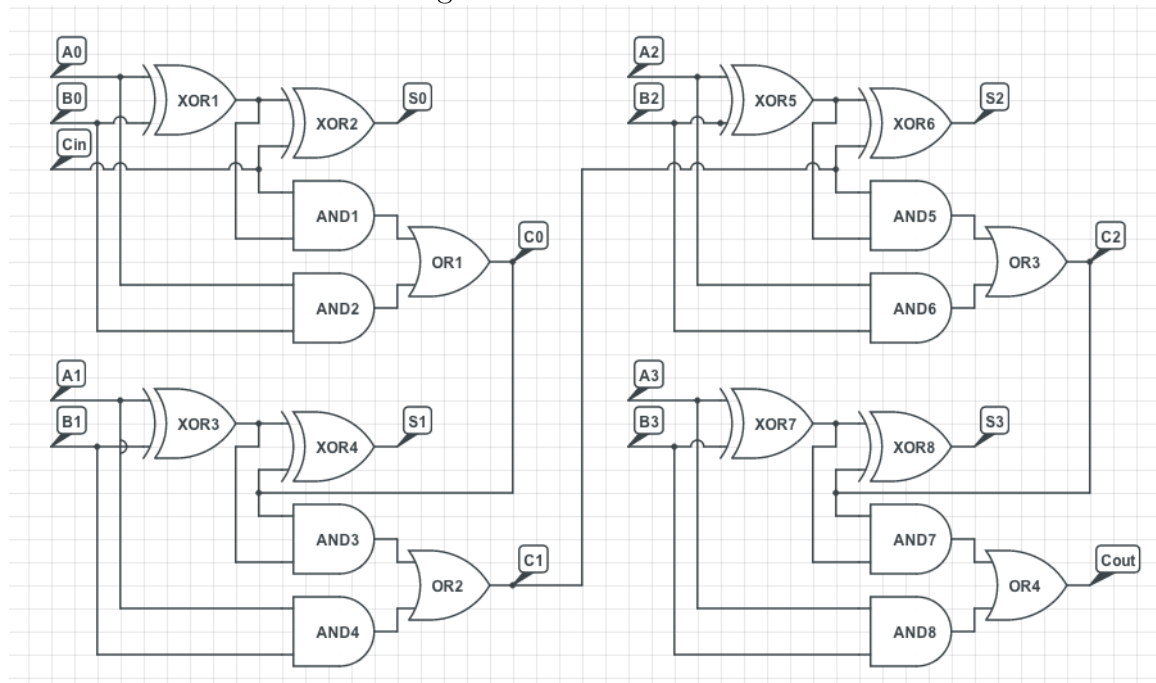 A0
B0
Cin
XOR1
XOR2
S0
AND1
AND2
OR1
C0
A1
B1
XOR3
XOR4
S1
AND3
AND4
OR2
C1
A2
B2
XOR5
XOR6
S2
AND5
AND6
OR3
C2
A3
B3
XOR7
XOR8
S3
AND7
AND8
OR4
Cout